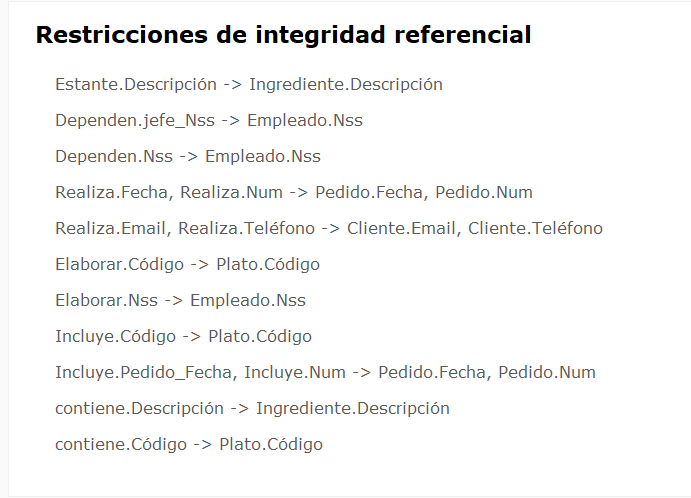 Restricciones de integridad referencial
Estante.Descripción -> Ingrediente.Descripción
Dependen.jefe_Nss -> Empleado.Nss
Dependen.Nss -> Empleado.Nss
Realiza.Fecha, Realiza.Num -> Pedido.Fecha, Pedido.Num
Realiza.Email, Realiza.Teléfono -> Cliente.Email, Cliente.Teléfono
Elaborar.Código -> Plato.Código
Elaborar.Nss -> Empleado.Nss
Incluye.Código -> Plato.Código
Incluye.Pedido_Fecha, Incluye.Num -> Pedido.Fecha, Pedido.Num
contiene.Descripción -> Ingrediente.Descripción
contiene.Código -> Plato.Código